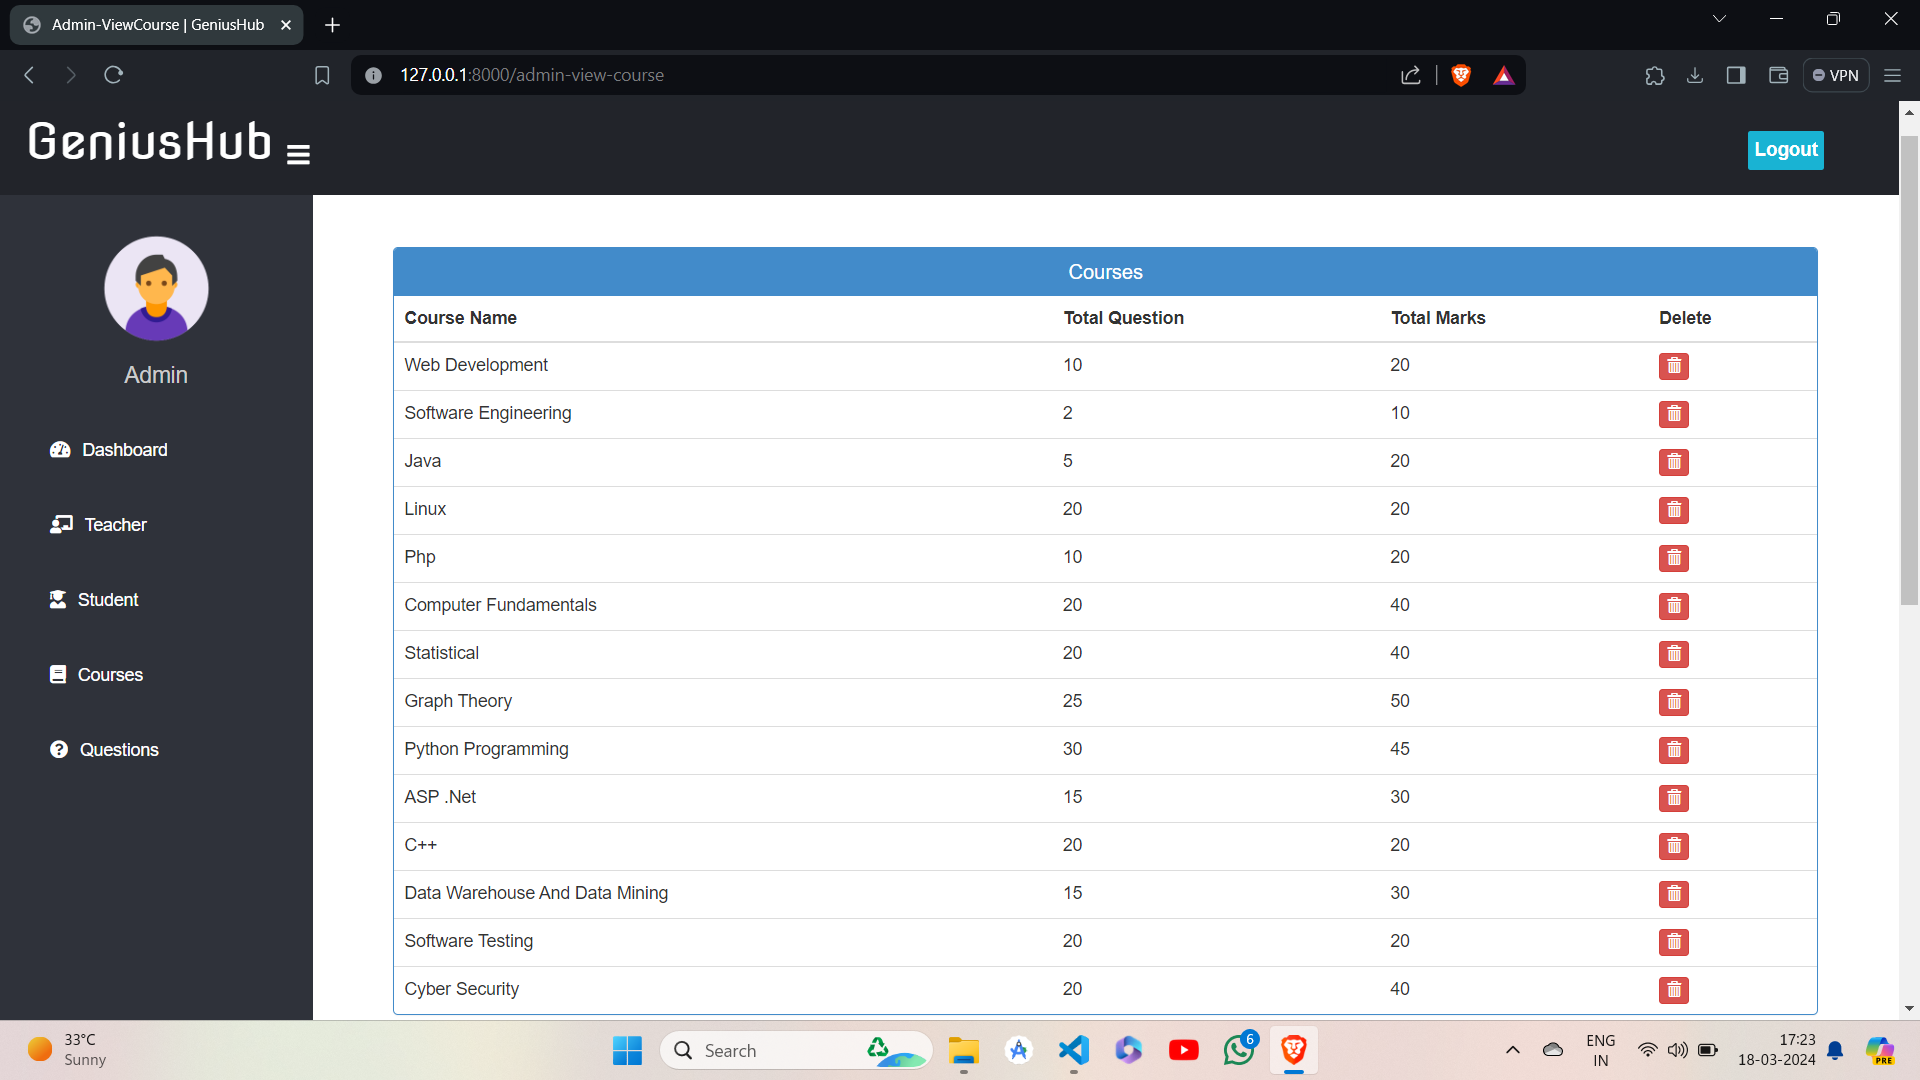 Admin-ViewCourse | GeniusHub
127.0.0.1:8000/admin-view-course
VPN
GeniusHub
Logout
Admin
Dashboard
Teacher
Student
Courses
Questions
Courses
Course Name Total Question Total Marks Delete
Web Development 10 20
Software Engineering 2 10
Java 5 20
Linux 20 20
Php 10 20
Computer Fundamentals 20 40
Statistical 20 40
Graph Theory 25 50
Python Programming 30 45
ASP .Net 15 30
C++ 20 20
Data Warehouse And Data Mining 15 30
Software Testing 20 20
Cyber Security 20 40
33°C
Sunny
Search
6
ENG
IN
17:23
18-03-2024
PRE